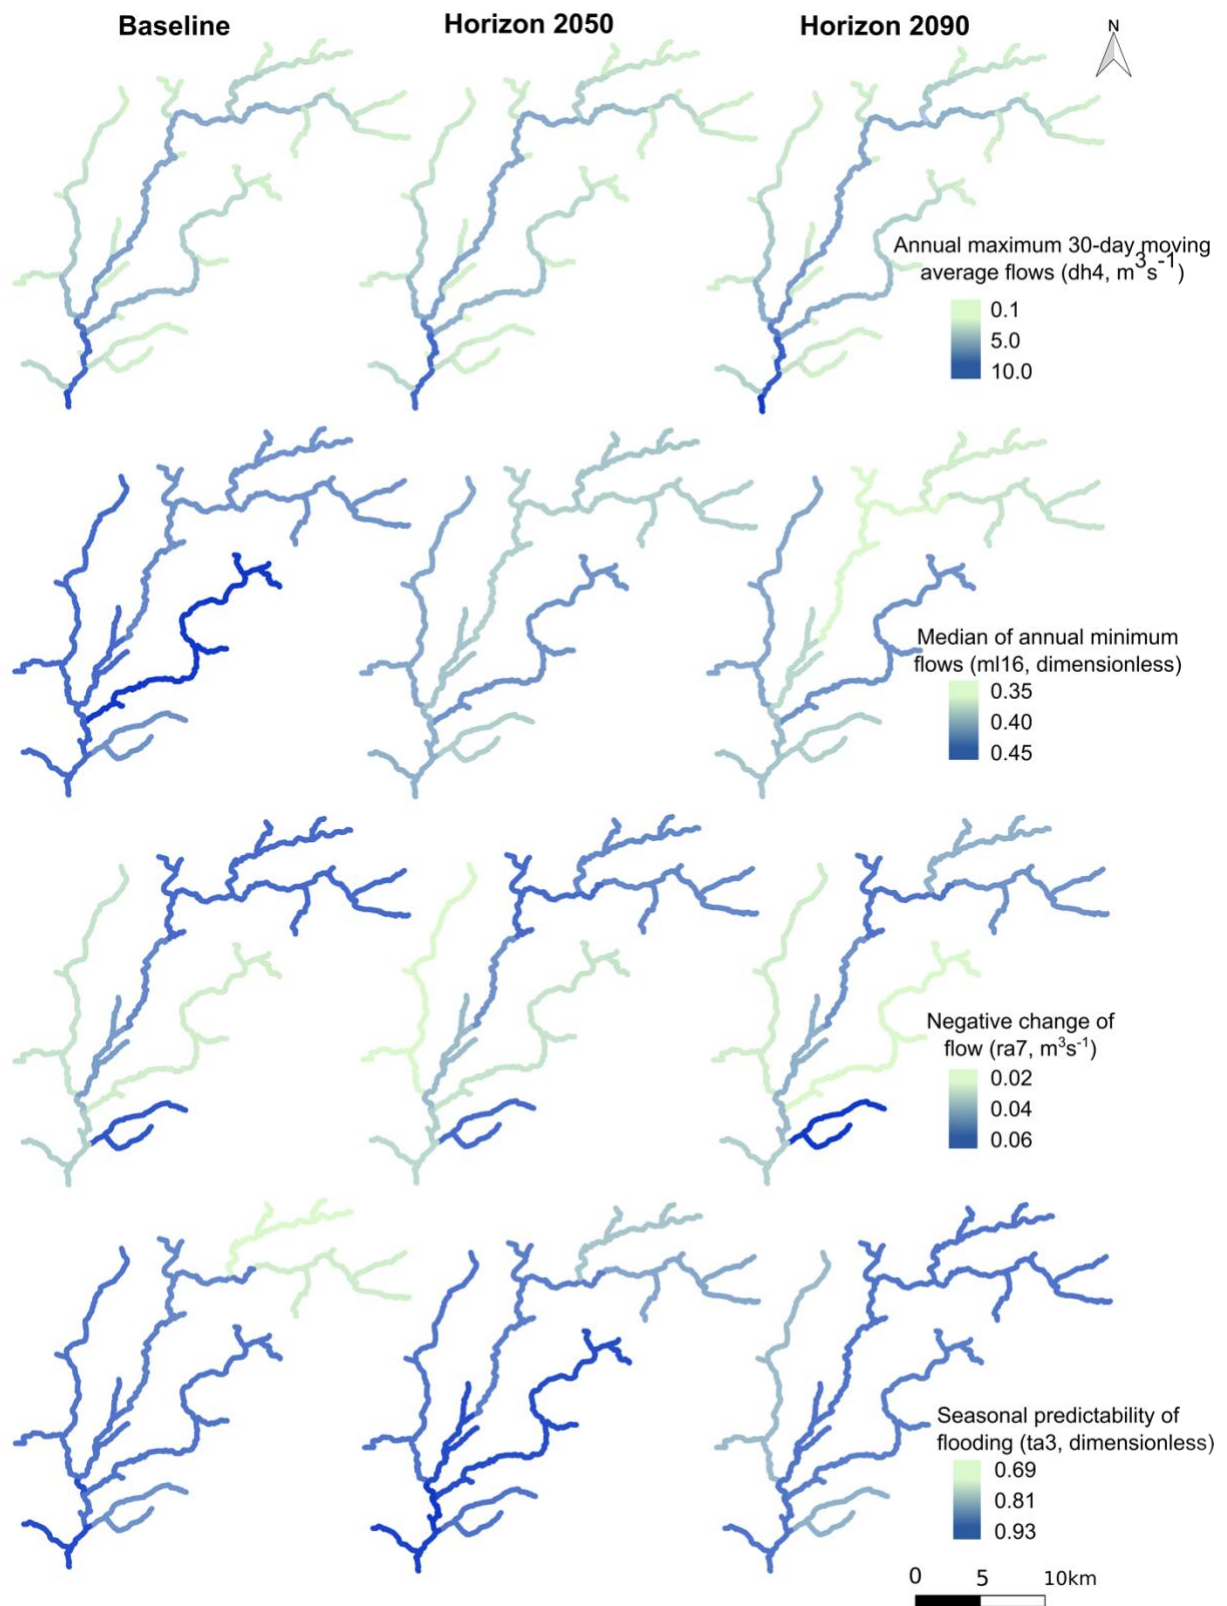 Baseline
Horizon 2050
Horizon 2090
N
Annual maximum 30-day moving
average flows (dh4, m³s⁻¹)
0.1
5.0
10.0
Median of annual minimum
flows (ml16, dimensionless)
0.35
0.40
0.45
Negative change of
flow (ra7, m³s⁻¹)
0.02
0.04
0.06
Seasonal predictability of
flooding (ta3, dimensionless)
0.69
0.81
0.93
0 5 10km